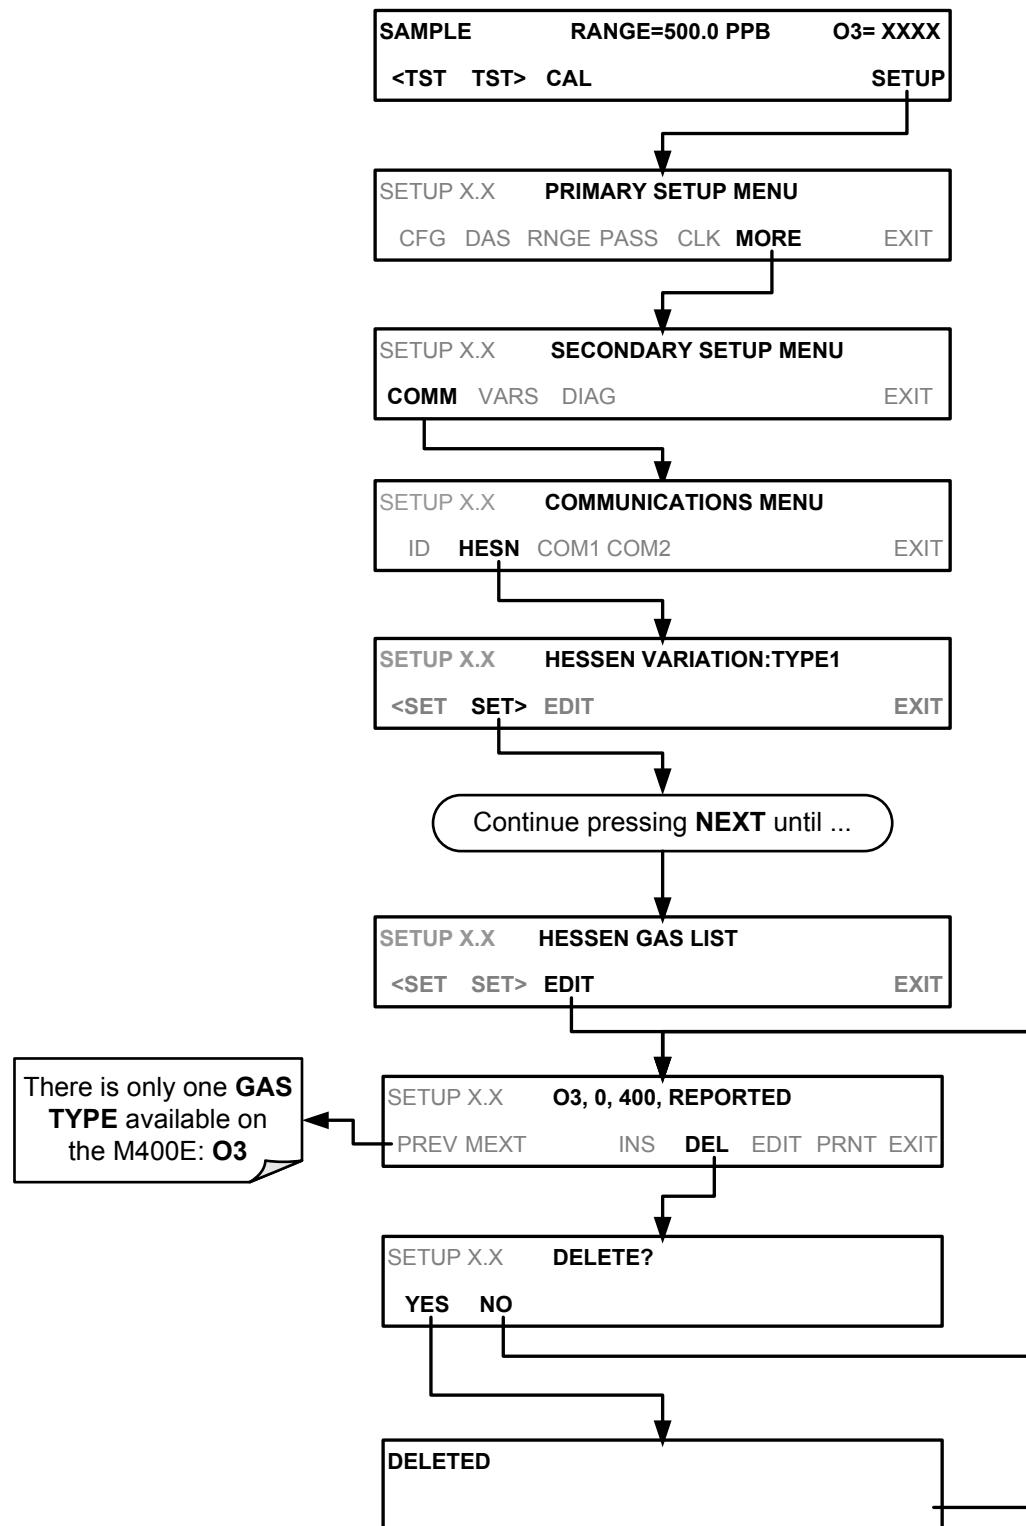 SAMPLE RANGE=500.0 PPB O3= XXXX
<TST TST> CAL SETUP
SETUP X.X PRIMARY SETUP MENU
CFG DAS RNGE PASS CLK MORE EXIT
SETUP X.X SECONDARY SETUP MENU
COMM VARS DIAG EXIT
SETUP X.X COMMUNICATIONS MENU
ID HESN COM1 COM2 EXIT
SETUP X.X HESSEN VARIATION:TYPE1
<SET SET> EDIT EXIT
Continue pressing NEXT until ...
SETUP X.X HESSEN GAS LIST
<SET SET> EDIT EXIT
There is only one GAS
TYPE available on
the M400E: O3
SETUP X.X O3, 0, 400, REPORTED
PREV MEXT INS DEL EDIT PRNT EXIT
SETUP X.X DELETE?
YES NO
DELETED